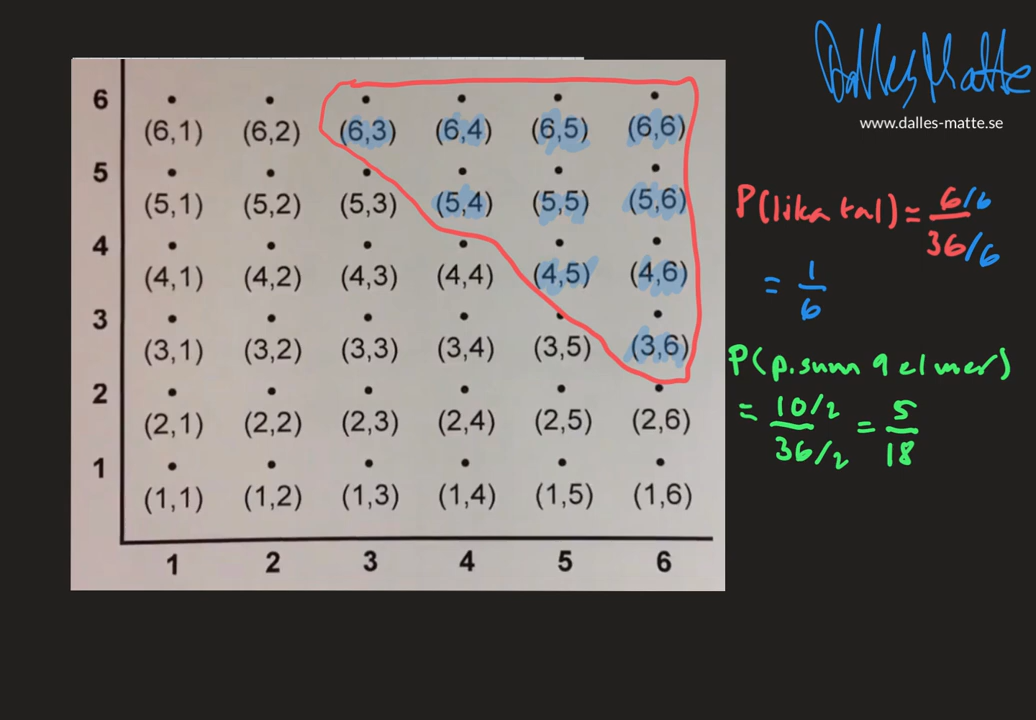 Dalles Matte
www.dalles-matte.se
6
(6,1) (6,2) (6,3) (6,4) (6,5) (6,6)
5
(5,1) (5,2) (5,3) (5,4) (5,5) (5,6)
4
(4,1) (4,2) (4,3) (4,4) (4,5) (4,6)
3
(3,1) (3,2) (3,3) (3,4) (3,5) (3,6)
2
(2,1) (2,2) (2,3) (2,4) (2,5) (2,6)
1
(1,1) (1,2) (1,3) (1,4) (1,5) (1,6)
1 2 3 4 5 6
P(lika tal) = 6/6
36/6
= 1
6
P(p.sum 9 el mer)
= 10/2 = 5
36/2 18